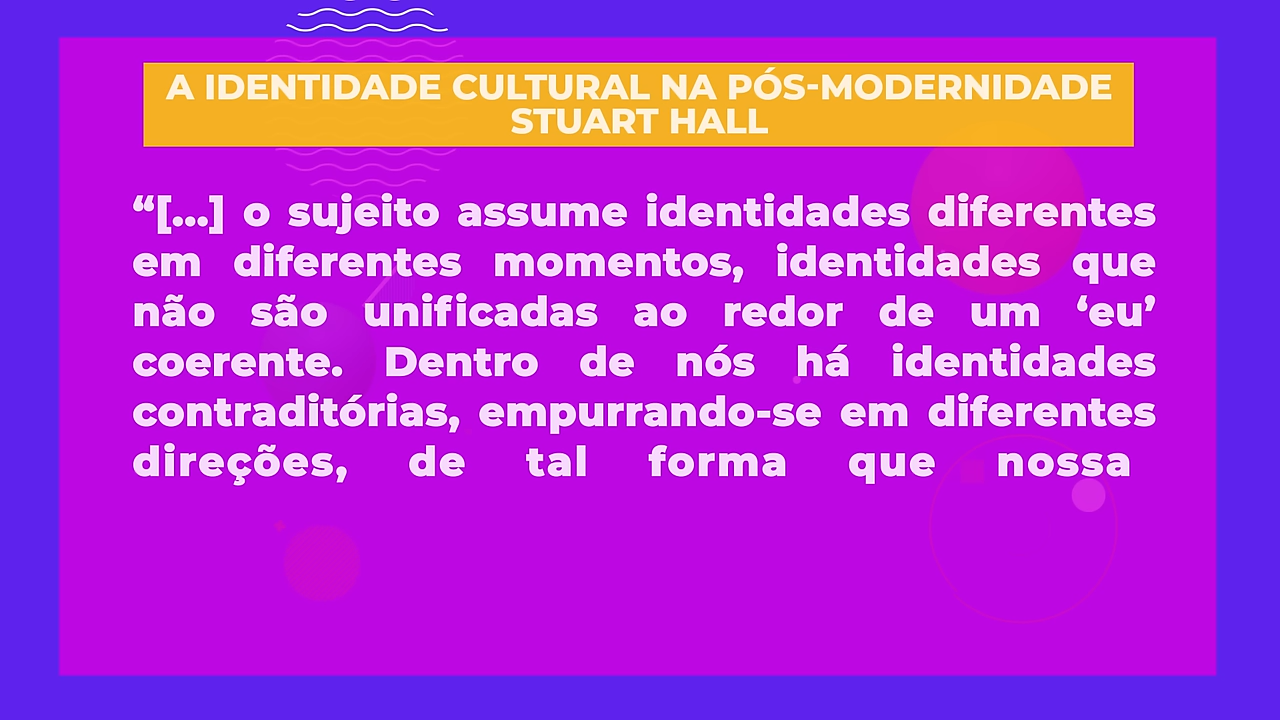 A IDENTIDADE CULTURAL NA PÓS-MODERNIDADE
STUART HALL
“[...] o sujeito assume identidades diferentes
em diferentes momentos, identidades que
não são unificadas ao redor de um ‘eu’
coerente. Dentro de nós há identidades
contraditórias, empurrando-se em diferentes
direções, de tal forma que nossa